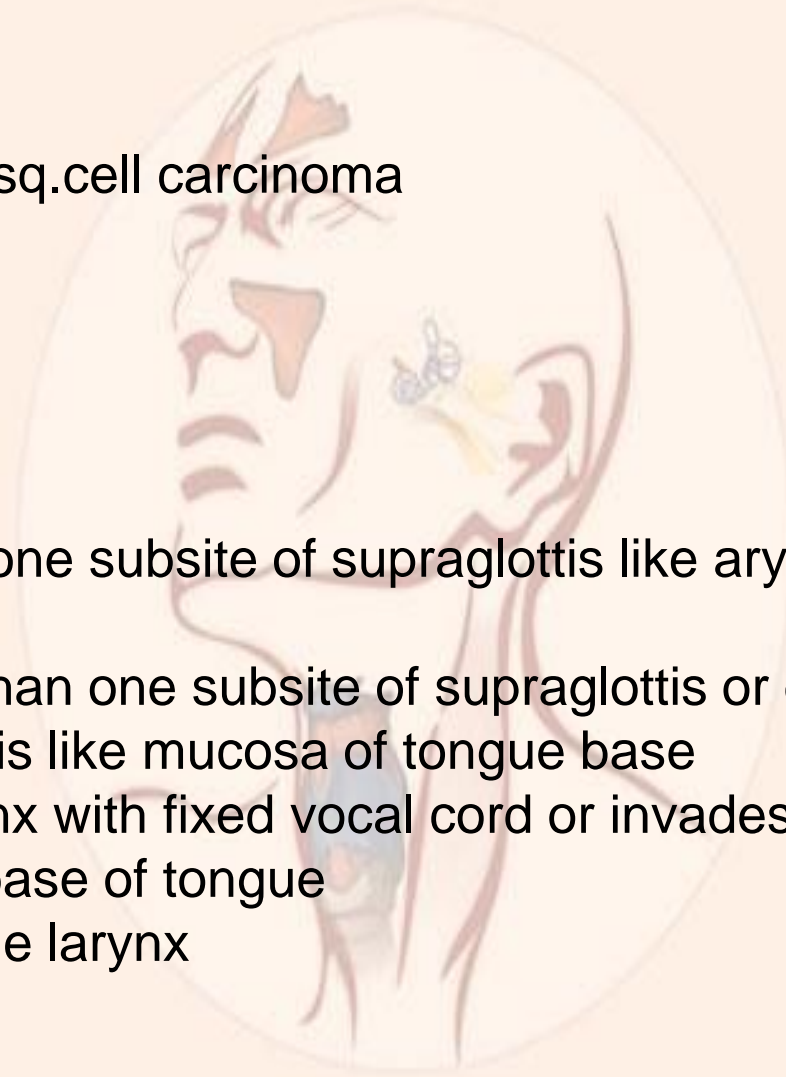 sq.cell carcinoma
one subsite of supraglottis like ary
han one subsite of supraglottis or
is like mucosa of tongue base
nx with fixed vocal cord or invades
base of tongue
e larynx